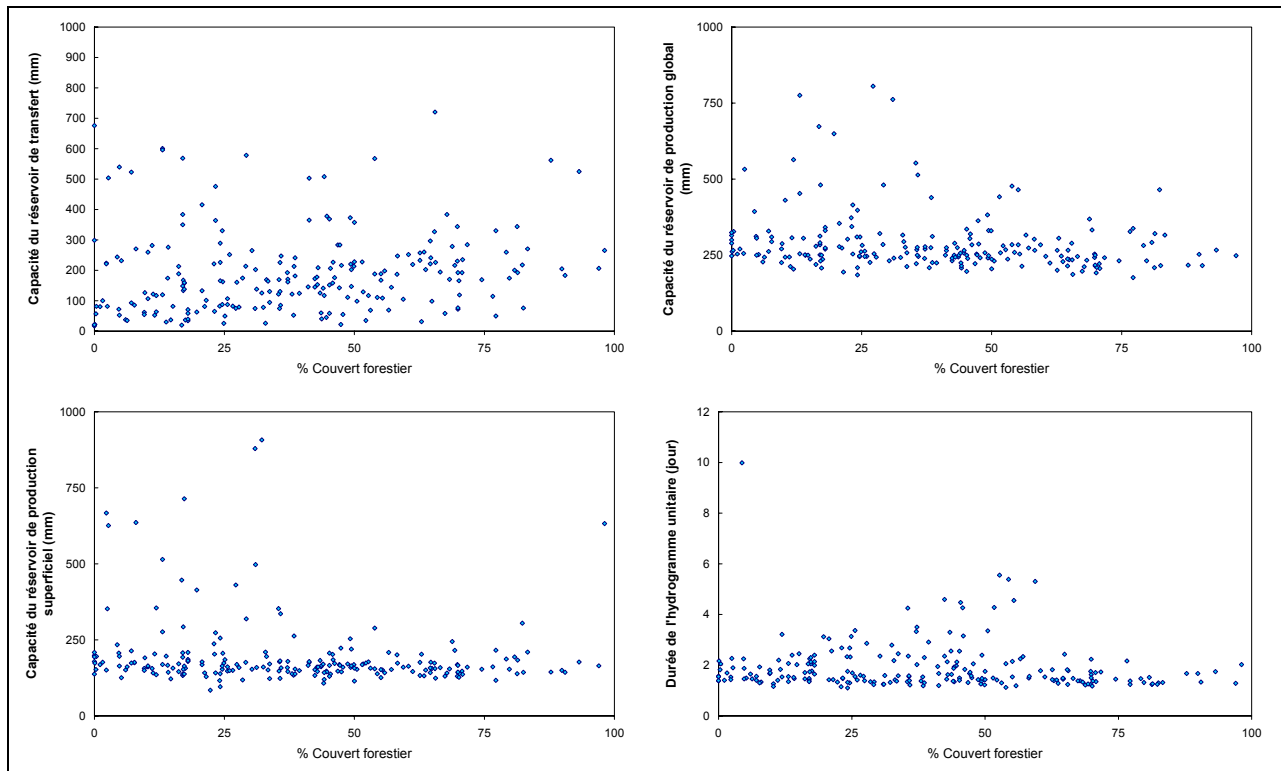 Capacité du réservoir de transfert (mm)
1000
900
800
700
600
500
400
300
200
100
0
0 25 50 75 100
% Couvert forestier
Capacité du réservoir de production global
(mm)
1000
750
500
250
0
0 25 50 75 100
% Couvert forestier
Capacité du réservoir de production
superficiel (mm)
1000
750
500
250
0
0 25 50 75 100
% Couvert forestier
Durée de l'hydrogramme unitaire (jour)
12
10
8
6
4
2
0
0 25 50 75 100
% Couvert forestier